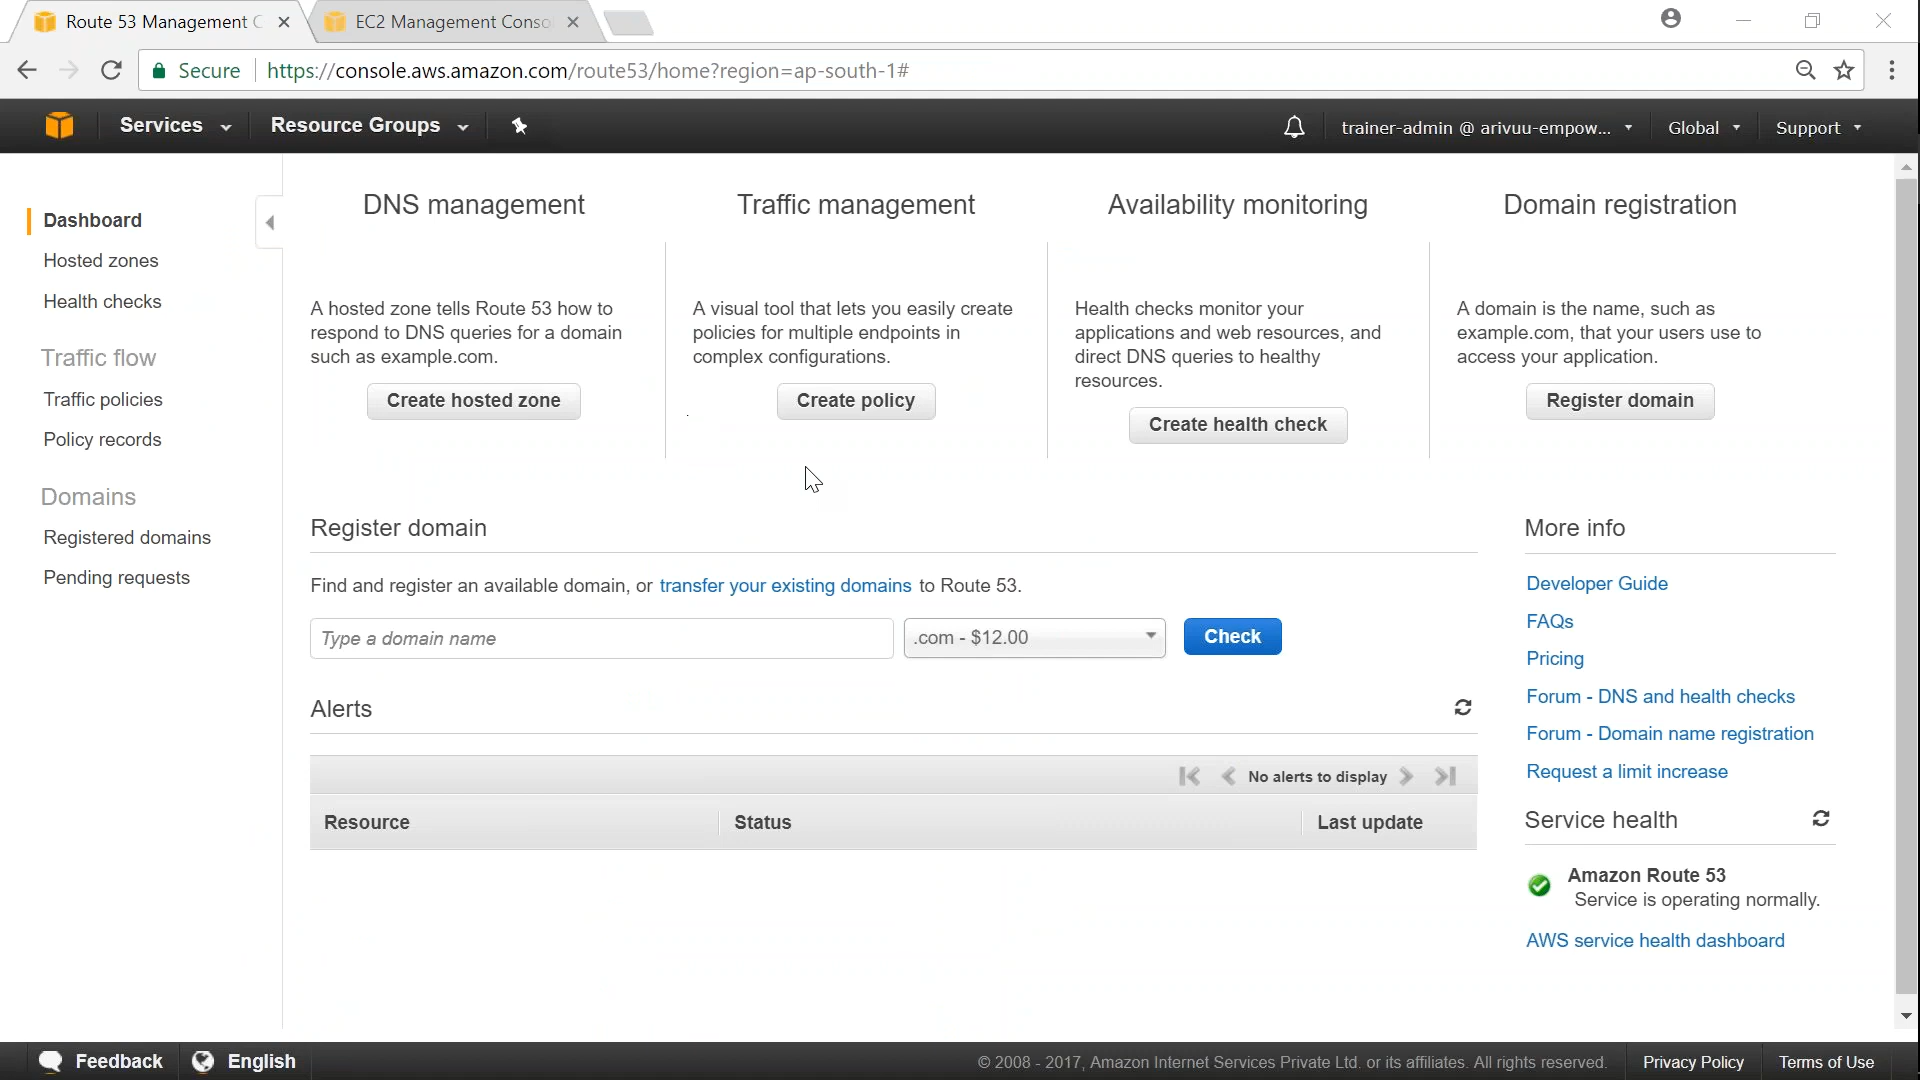 Route 53 Management C
EC2 Management Conso
Secure
https://console.aws.amazon.com/route53/home?region=ap-south-1#
Services
Resource Groups
trainer-admin @ arivuu-empow...
Global
Support
Dashboard
Hosted zones
Health checks
Traffic flow
Traffic policies
Policy records
Domains
Registered domains
Pending requests
DNS management
A hosted zone tells Route 53 how to
respond to DNS queries for a domain
such as example.com.
Create hosted zone
Traffic management
A visual tool that lets you easily create
policies for multiple endpoints in
complex configurations.
Create policy
Availability monitoring
Health checks monitor your
applications and web resources, and
direct DNS queries to healthy
resources.
Create health check
Domain registration
A domain is the name, such as
example.com, that your users use to
access your application.
Register domain
Register domain
Find and register an available domain, or transfer your existing domains to Route 53.
Type a domain name
.com - $12.00
Check
Alerts
No alerts to display
Resource
Status
Last update
More info
Developer Guide
FAQs
Pricing
Forum - DNS and health checks
Forum - Domain name registration
Request a limit increase
Service health
Amazon Route 53
Service is operating normally.
AWS service health dashboard
Feedback
English
© 2008 - 2017, Amazon Internet Services Private Ltd. or its affiliates. All rights reserved.
Privacy Policy
Terms of Use